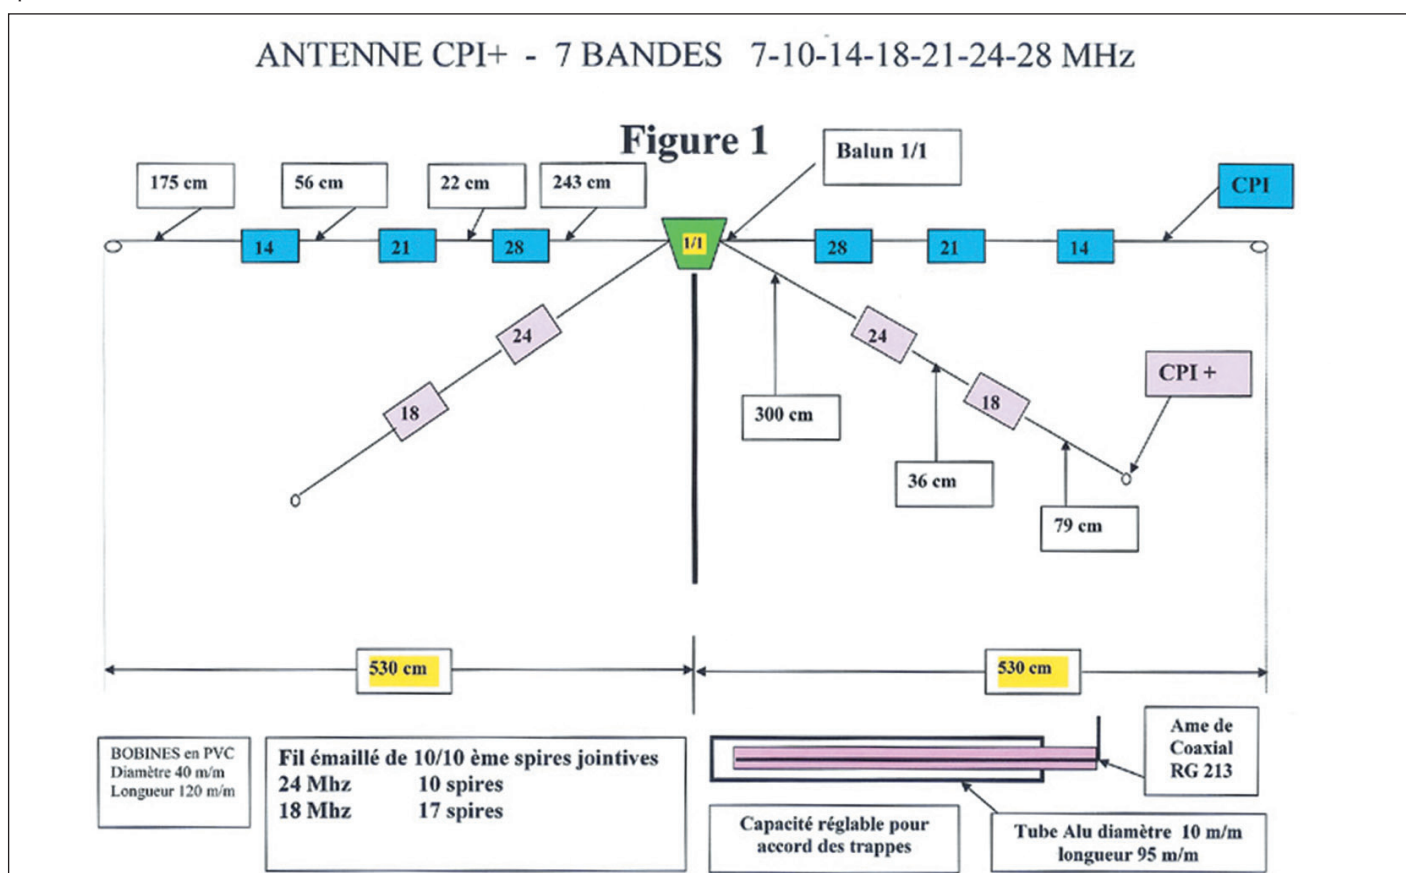 ANTENNE CPI+ - 7 BANDES 7-10-14-18-21-24-28 MHz
Figure 1
Balun 1/1
175 cm
56 cm
22 cm
243 cm
CPI
14
21
28
1/1
28
21
14
24
18
24
18
CPI +
300 cm
36 cm
79 cm
530 cm
530 cm
BOBINES en PVC
Diamètre 40 m/m
Longueur 120 m/m
Fil émaillé de 10/10 ème spires jointives
24 Mhz 10 spires
18 Mhz 17 spires
Ame de
Coaxial
RG 213
Capacité réglable pour
accord des trappes
Tube Alu diamètre 10 m/m
longueur 95 m/m